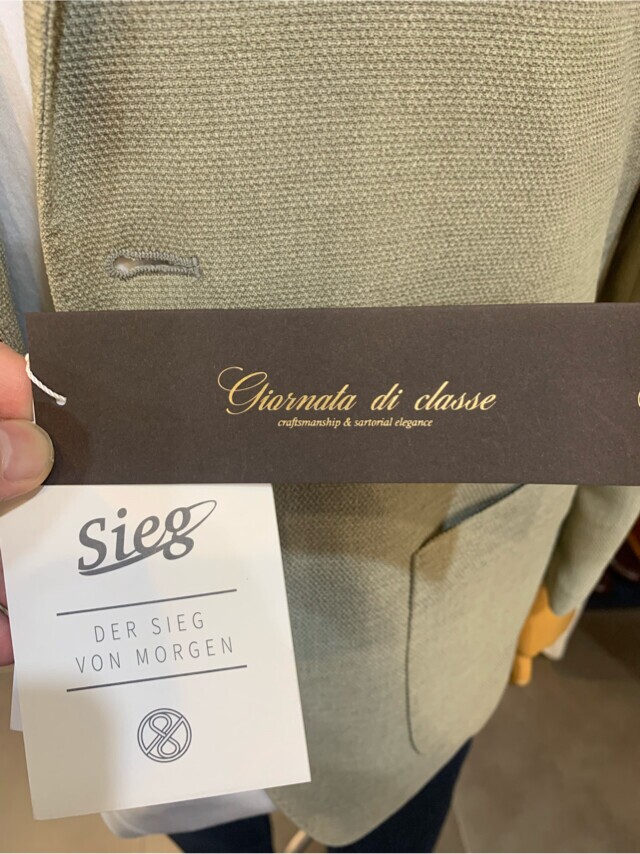 Giornata di classe
craftsmanship & sartorial elegance
Sieg
DER SIEG
VON MORGEN